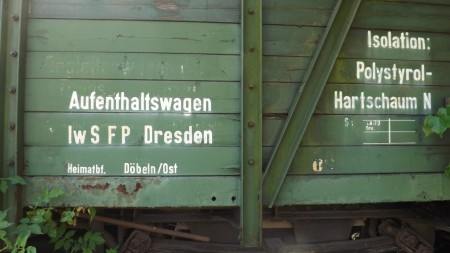 Aufenthaltswagen
IwSFP Dresden
Heimatbf. Döbeln/Ost
Isolation:
Polystyrol-
Hartschaum N